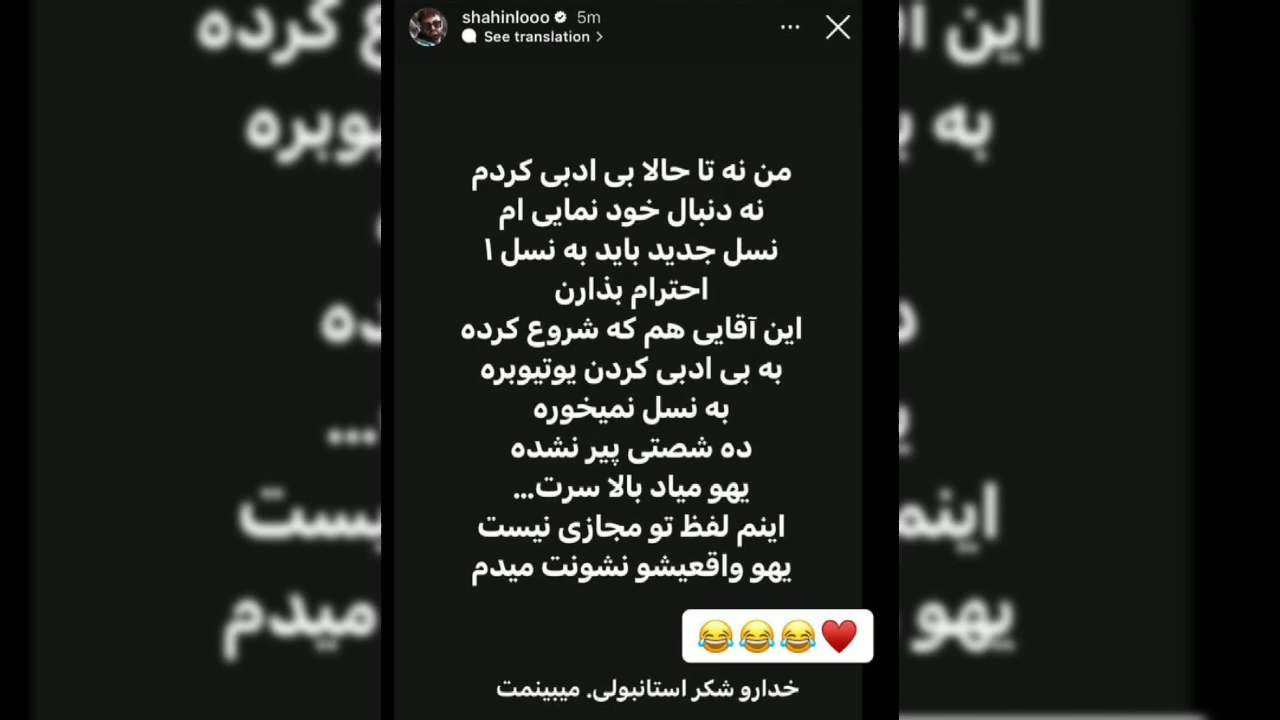 shahinlooo 5m
See translation >
من نه تا حالا بی ادبی کردم
نه دنبال خود نمایی ام
نسل جدید باید به نسل ۱
احترام بذارن
این آقایی هم که شروع کرده
به بی ادبی کردن یوتیوبره
به نسل نمیخوره
ده شصتی پیر نشده
یهو میاد بالا سرت...
اینم لفظ تو مجازی نیست
یهو واقعیشو نشونت میدم
😂😂😂♥️
خدارو شکر استانبولی. میبینمت